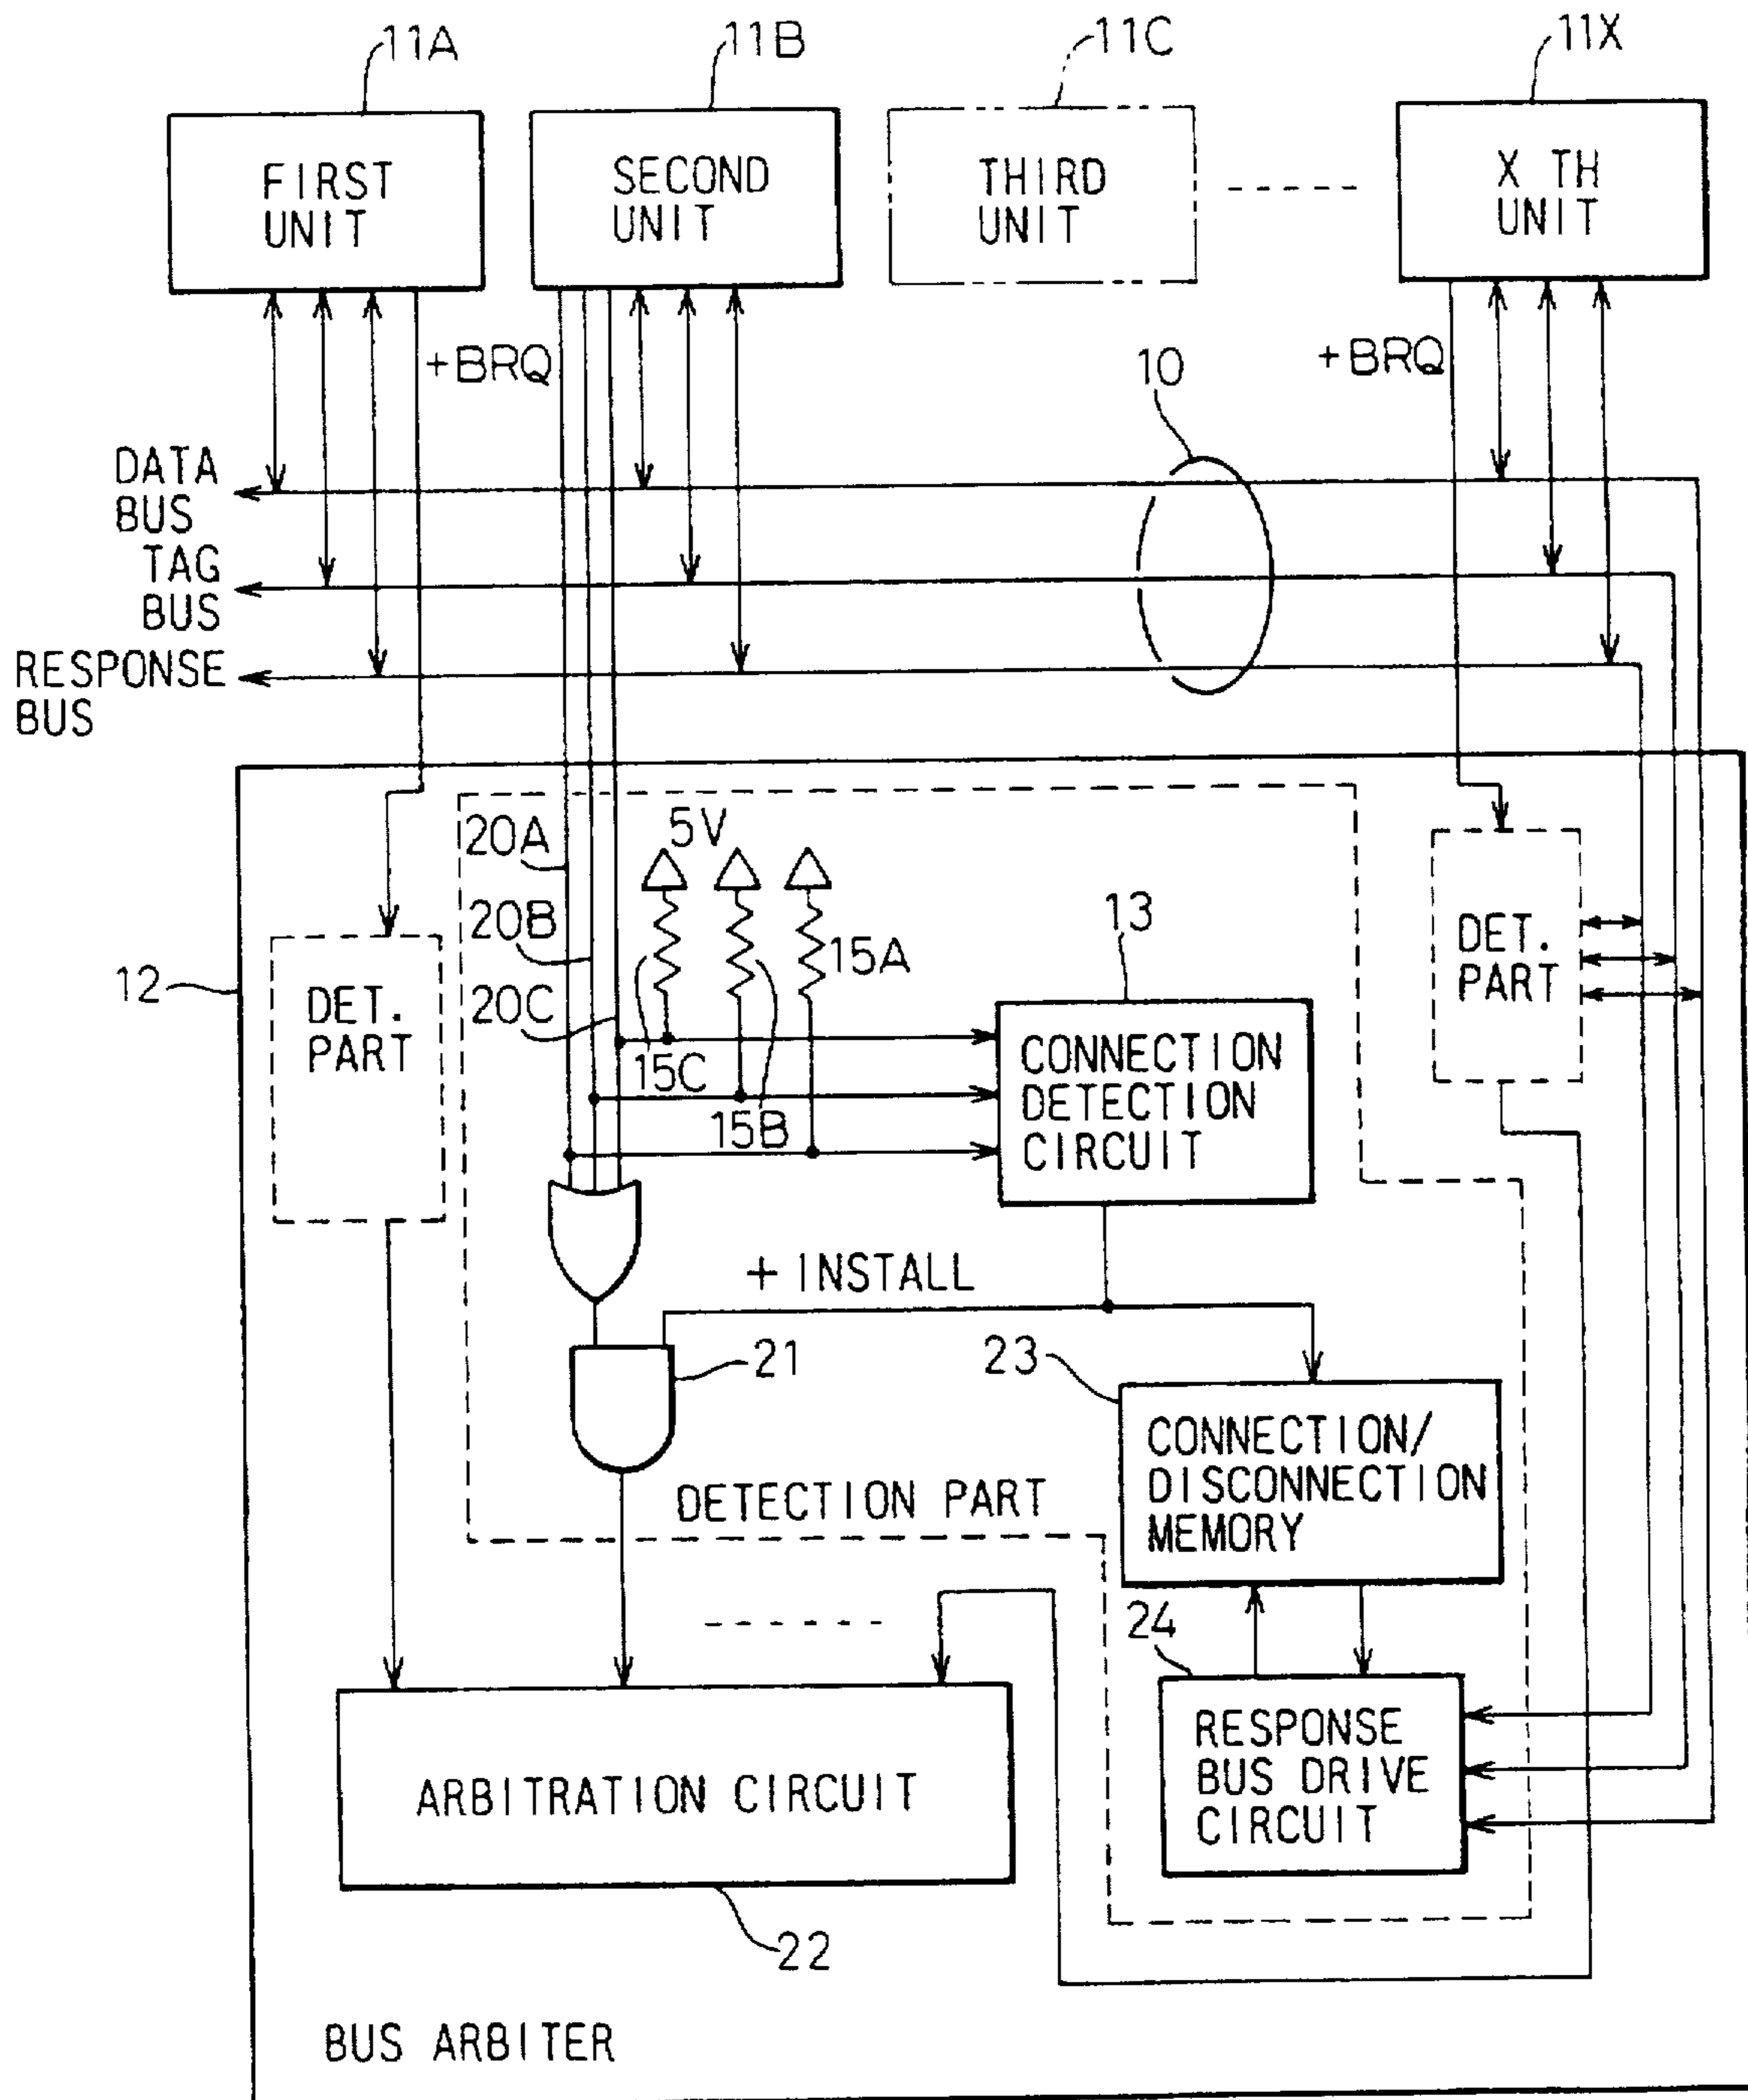 11A
11B
11C
11X
FIRST
UNIT
SECOND
UNIT
THIRD
UNIT
X TH
UNIT
+BRQ
+BRQ
10
DATA
BUS
TAG
BUS
RESPONSE
BUS
20A
5V
20B
15A
13
12
20C
DET.
PART
DET.
PART
15C
15B
CONNECTION
DETECTION
CIRCUIT
+ INSTALL
21
23
CONNECTION/
DISCONNECTION
MEMORY
DETECTION PART
24
RESPONSE
BUS DRIVE
CIRCUIT
ARBITRATION CIRCUIT
22
BUS ARBITER